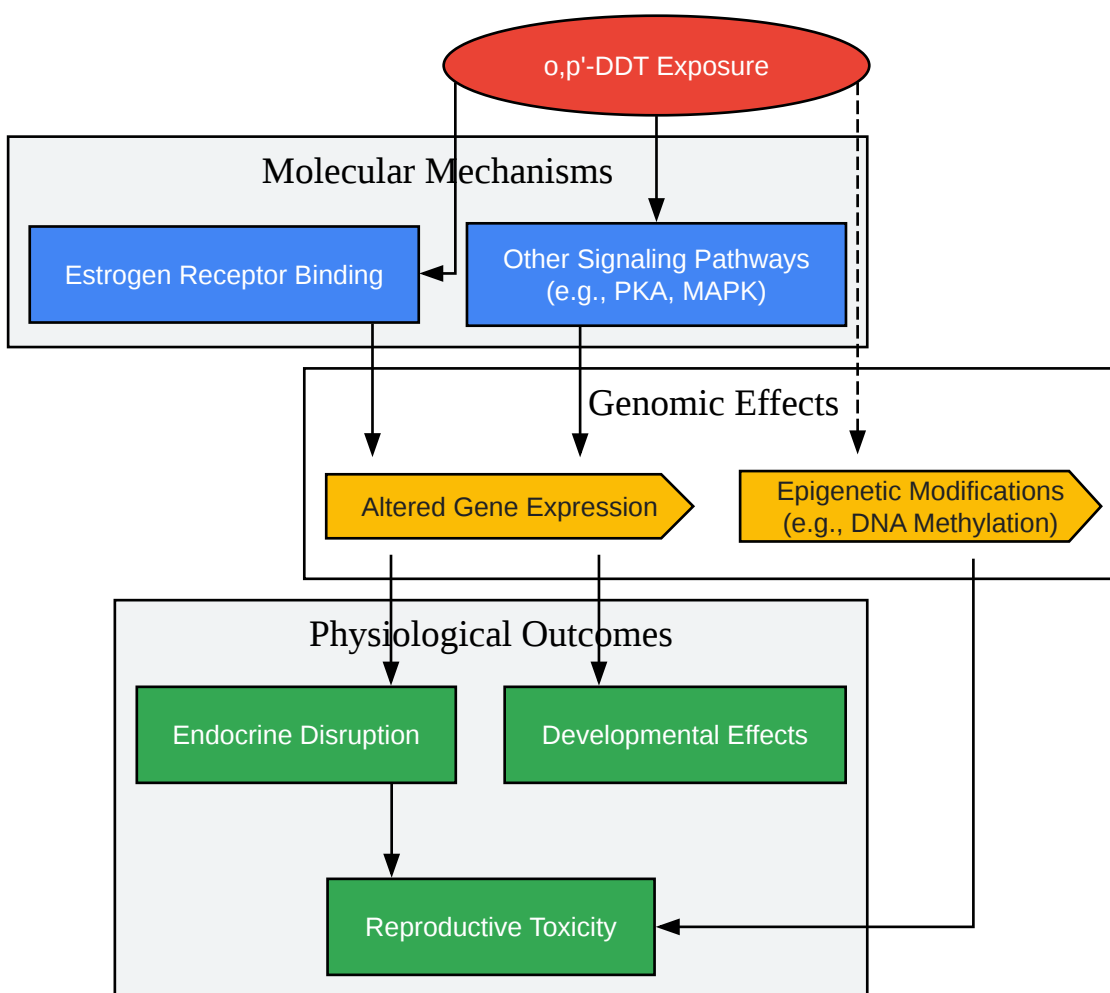 o,p'-DDT Exposure
Molecular Mechanisms
Estrogen Receptor Binding
Other Signaling Pathways
(e.g., PKA, MAPK)
Genomic Effects
Altered Gene Expression
Epigenetic Modifications
(e.g., DNA Methylation)
Physiological Outcomes
Endocrine Disruption
Developmental Effects
Reproductive Toxicity